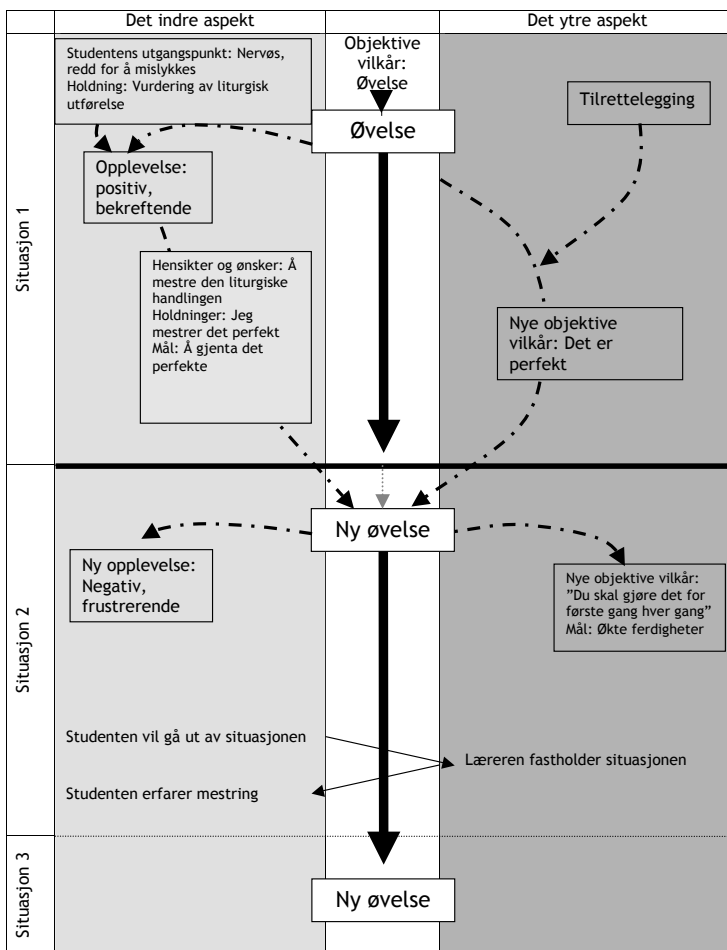 Det indre aspekt
Det ytre aspekt
Situasjon 1
Studentens utgangspunkt: Nervøs,
redd for å mislykkes
Holdning: Vurdering av liturgisk
utførelse
Objektive
vilkår:
Øvelse
Øvelse
Tilrettelegging
Opplevelse:
positiv,
bekreftende
Hensikter og ønsker: Å
mestre den liturgiske
handlingen
Holdninger: Jeg
mestrer det perfekt
Mål: Å gjenta det
perfekte
Nye objektive
vilkår: Det er
perfekt
Situasjon 2
Ny øvelse
Ny opplevelse:
Negativ,
frustrerende
Nye objektive vilkår:
”Du skal gjøre det for
første gang hver gang”
Mål: Økte ferdigheter
Studenten vil gå ut av situasjonen
Læreren fastholder situasjonen
Studenten erfarer mestring
Situasjon 3
Ny øvelse